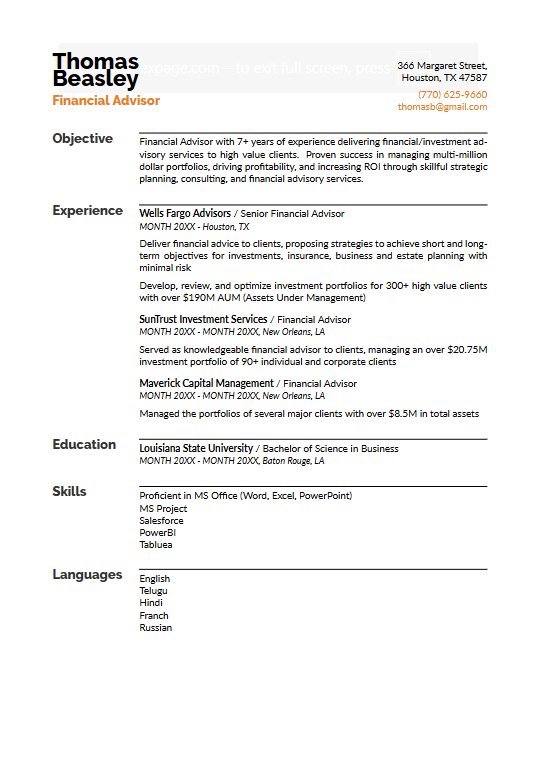 Thomas
Beasley
Financial Advisor
expage.com – to exit full screen, press
366 Margaret Street,
Houston, TX 47587
(770) 625-9660
thomasb@gmail.com
Objective
Financial Advisor with 7+ years of experience delivering financial/investment ad-
visory services to high value clients. Proven success in managing multi-million
dollar portfolios, driving profitability, and increasing ROI through skillful strategic
planning, consulting, and financial advisory services.
Experience
Wells Fargo Advisors / Senior Financial Advisor
MONTH 20XX - Houston, TX
Deliver financial advice to clients, proposing strategies to achieve short and long-
term objectives for investments, insurance, business and estate planning with
minimal risk
Develop, review, and optimize investment portfolios for 300+ high value clients
with over $190M AUM (Assets Under Management)
SunTrust Investment Services / Financial Advisor
MONTH 20XX - MONTH 20XX, New Orleans, LA
Served as knowledgeable financial advisor to clients, managing an over $20.75M
investment portfolio of 90+ individual and corporate clients
Maverick Capital Management / Financial Advisor
MONTH 20XX - MONTH 20XX, New Orleans, LA
Managed the portfolios of several major clients with over $8.5M in total assets
Education
Louisiana State University / Bachelor of Science in Business
MONTH 20XX - MONTH 20XX, Baton Rouge, LA
Skills
Proficient in MS Office (Word, Excel, PowerPoint)
MS Project
Salesforce
PowerBI
Tabluea
Languages
English
Telugu
Hindi
Franch
Russian